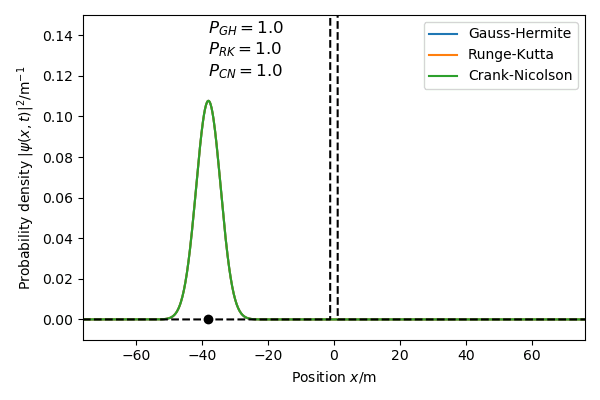 P_GH = 1.0
P_RK = 1.0
P_CN = 1.0
Gauss-Hermite
Runge-Kutta
Crank-Nicolson
0.14
0.12
0.10
0.08
0.06
0.04
0.02
0.00
Probability density |ψ(x, t)|²/m⁻¹
−60
−40
−20
0
20
40
60
Position x/m